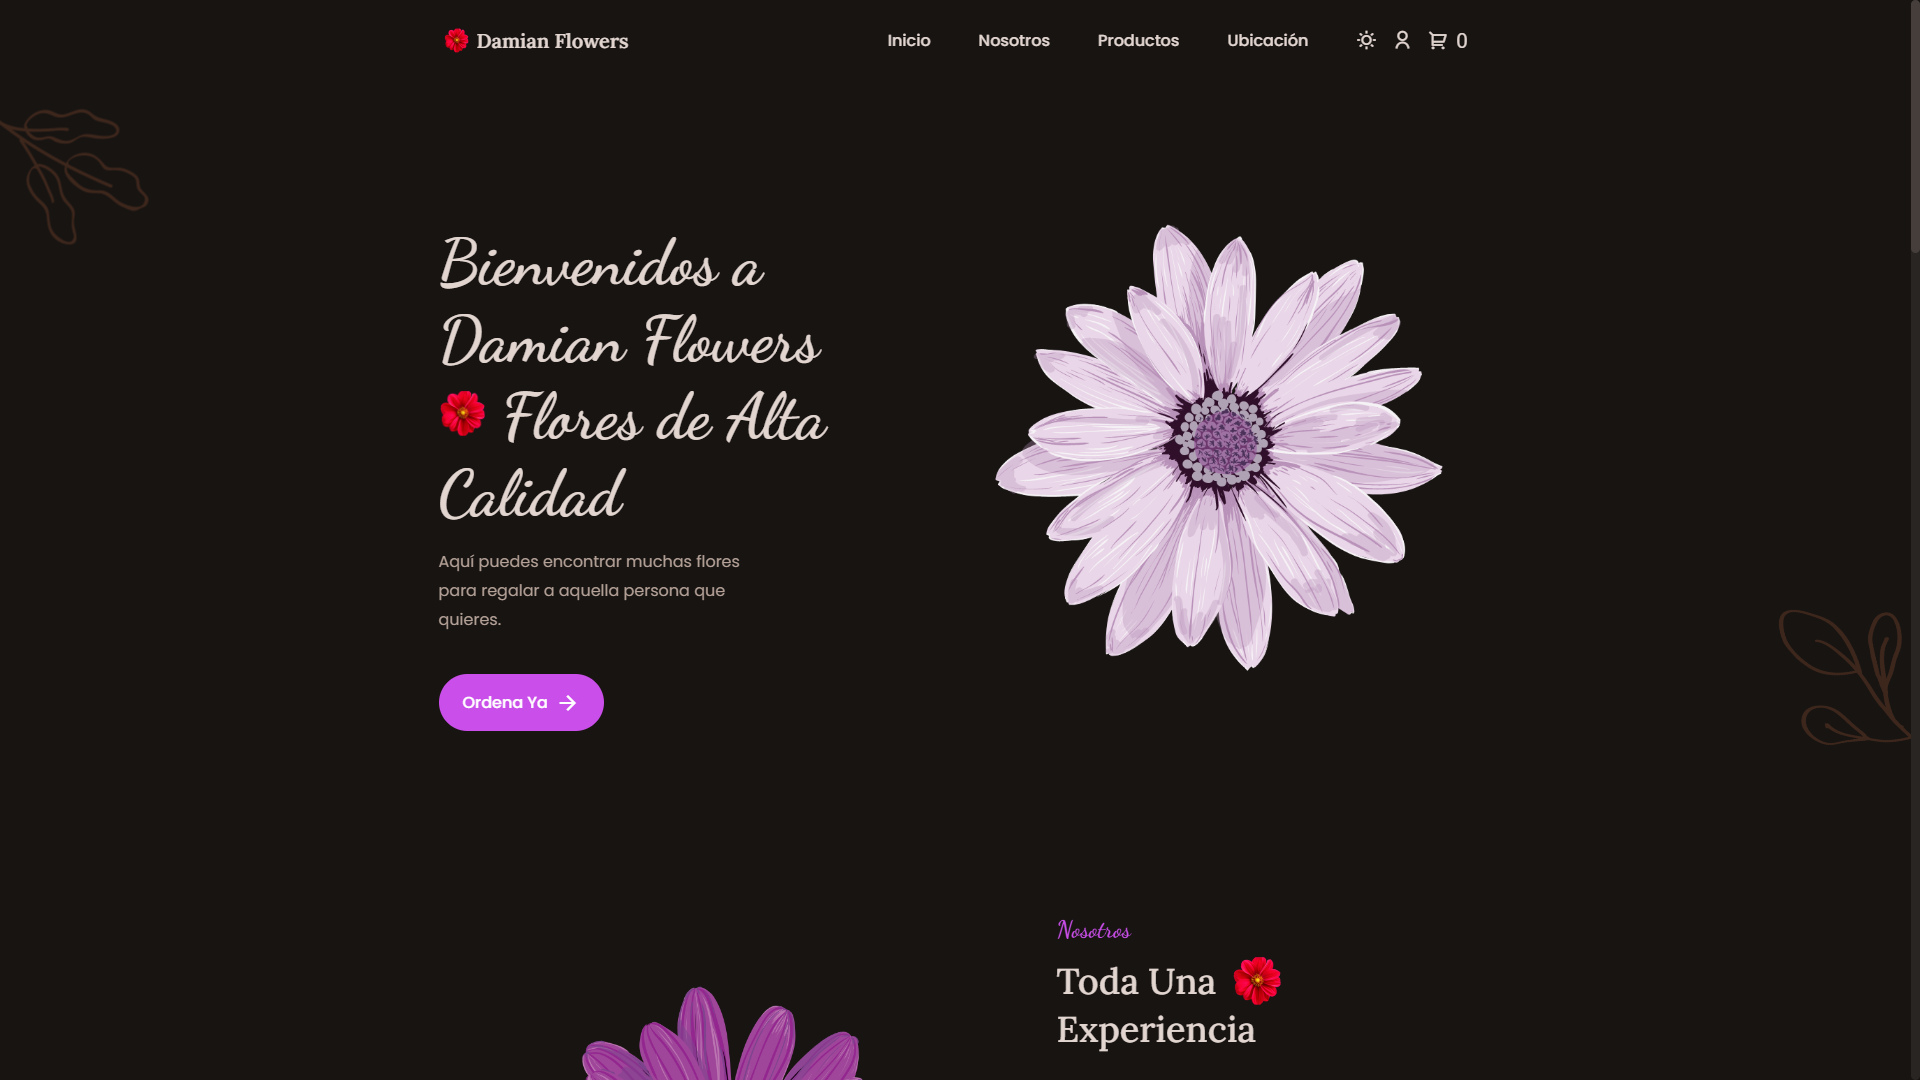 Damian Flowers
Inicio Nosotros Productos Ubicación 0
Bienvenidos a
Damian Flowers
Flores de Alta
Calidad
Aquí puedes encontrar muchas flores
para regalar a aquella persona que
quieres.
Ordena Ya
Nosotros
Toda Una
Experiencia